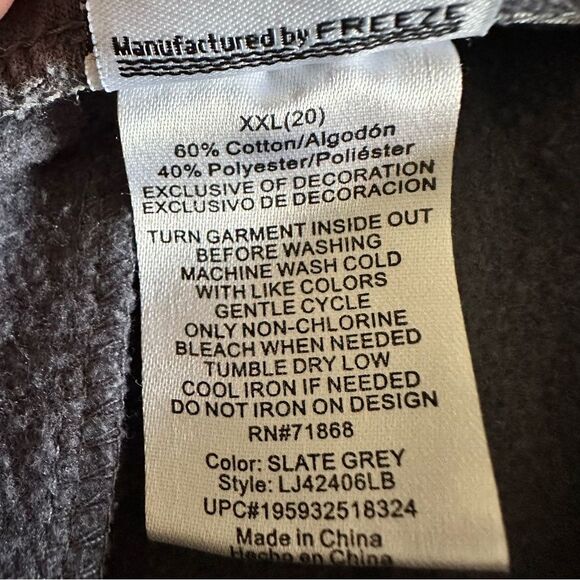 Manufactured by FREEZE
XXL(20)
60% Cotton/Algodón
40% Polyester/Poliéster
EXCLUSIVE OF DECORATION
EXCLUSIVO DE DECORACION
TURN GARMENT INSIDE OUT
BEFORE WASHING
MACHINE WASH COLD
WITH LIKE COLORS
GENTLE CYCLE
ONLY NON-CHLORINE
BLEACH WHEN NEEDED
TUMBLE DRY LOW
COOL IRON IF NEEDED
DO NOT IRON ON DESIGN
RN#71868
Color: SLATE GREY
Style: LJ42406LB
UPC#195932518324
Made in China
Hecho en China